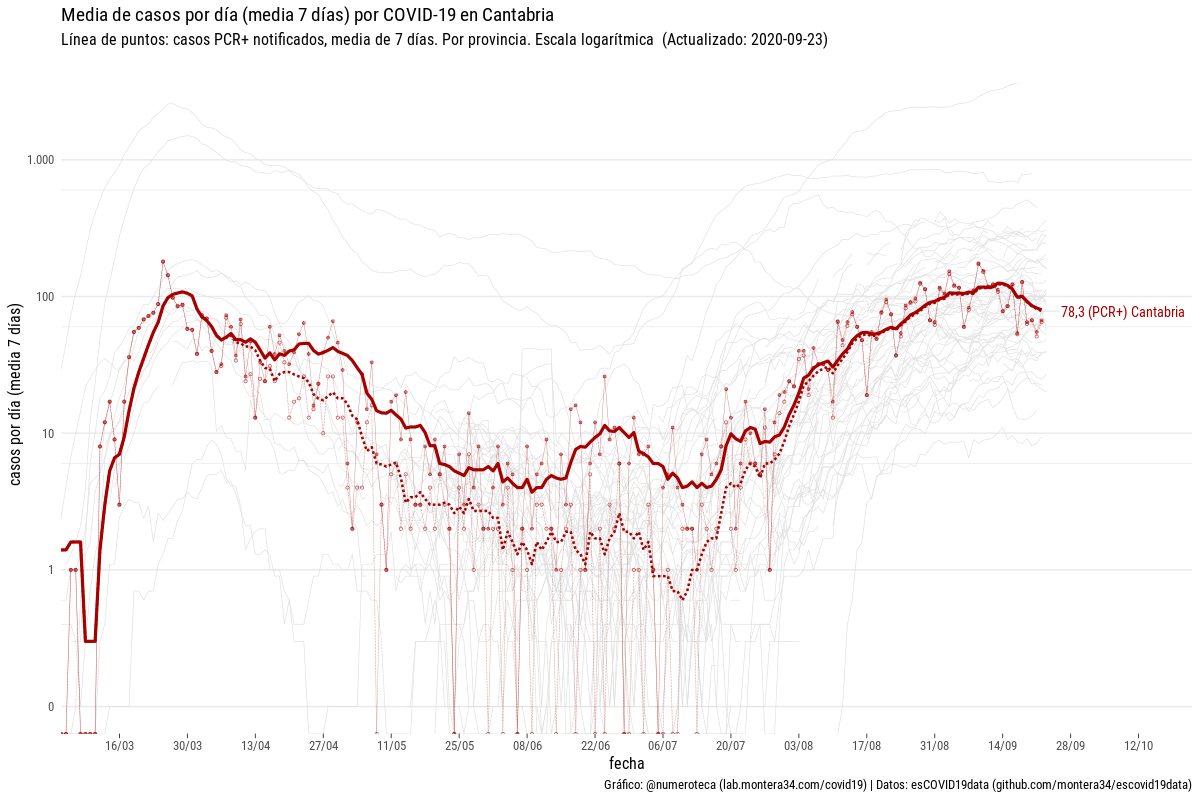 Media de casos por día (media 7 días) por COVID-19 en Cantabria
Línea de puntos: casos PCR+ notificados, media de 7 días. Por provincia. Escala logarítmica (Actualizado: 2020-09-23)
casos por día (media 7 días)
1.000
100
10
1
0
78,3 (PCR+) Cantabria
16/03 30/03 13/04 27/04 11/05 25/05 08/06 22/06 06/07 20/07 03/08 17/08 31/08 14/09 28/09 12/10
fecha
Gráfico: @numeroteca (lab.montera34.com/covid19) | Datos: esCOVID19data (github.com/montera34/escovid19data)